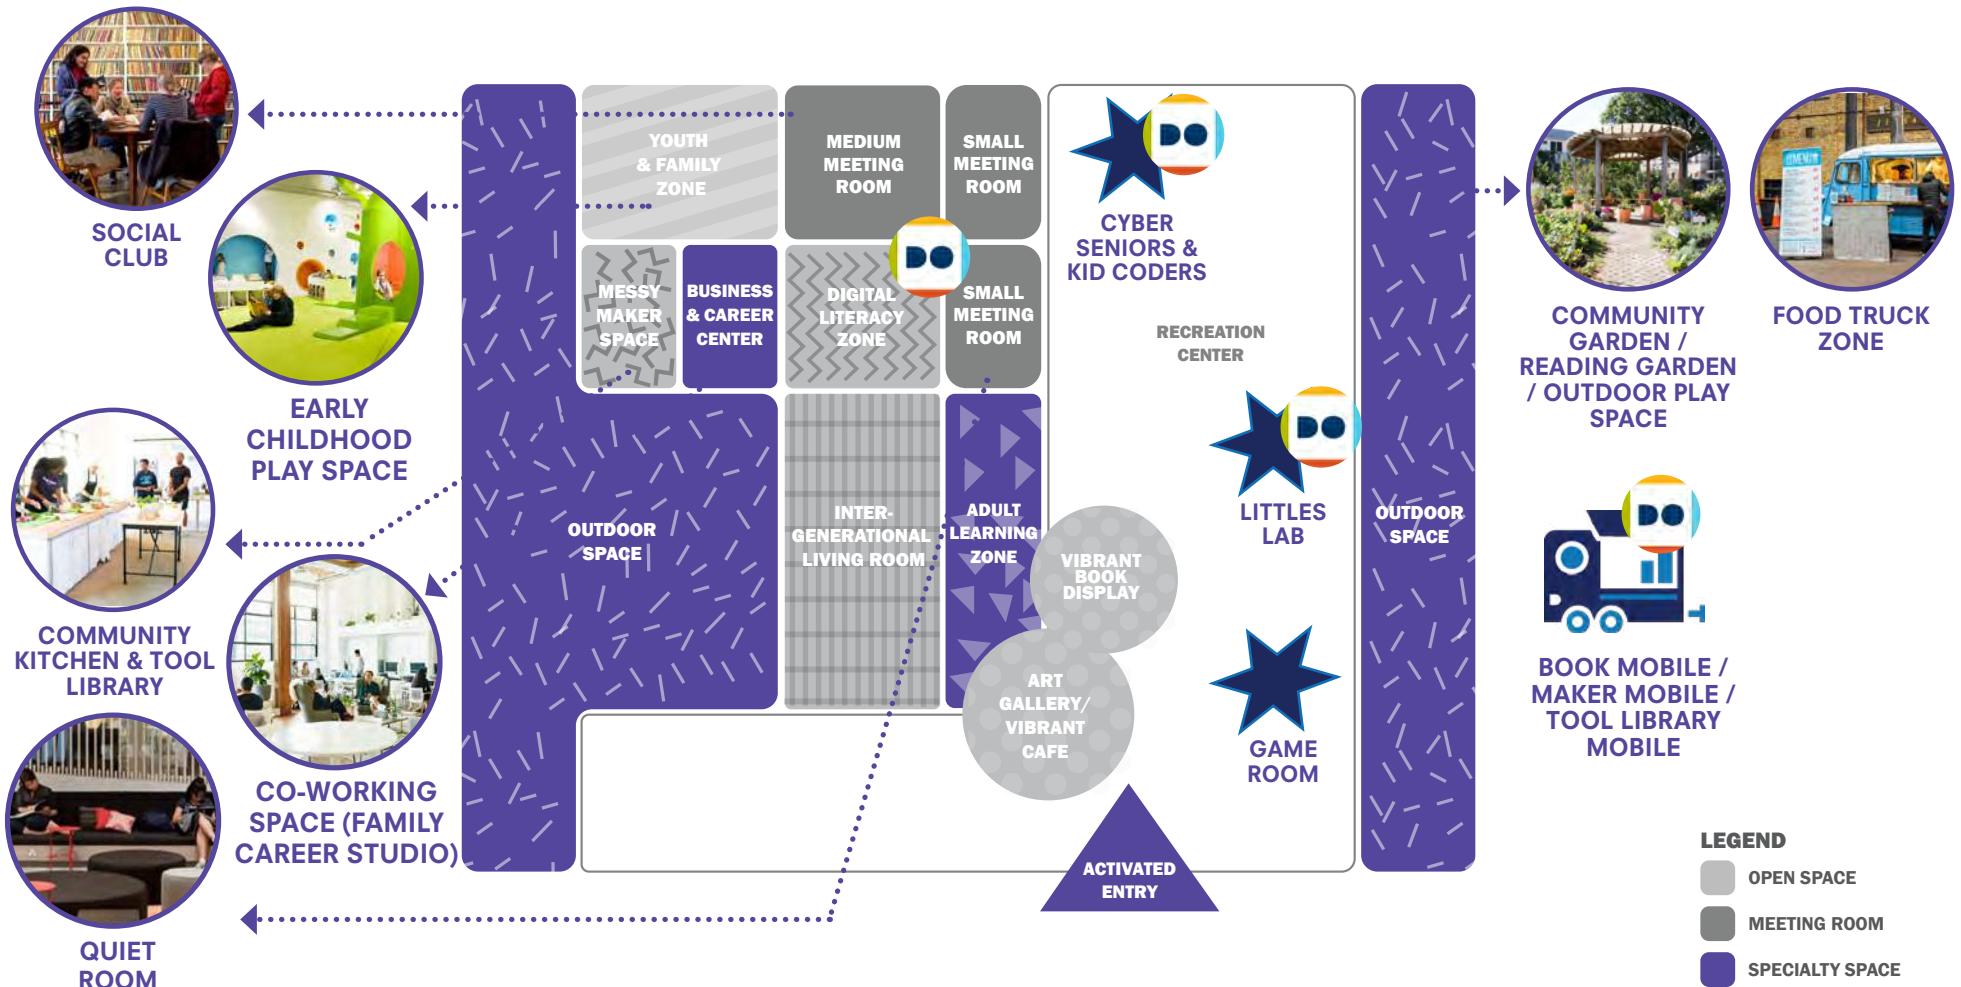 SOCIAL
CLUB
EARLY
CHILDHOOD
PLAY SPACE
COMMUNITY
KITCHEN & TOOL
LIBRARY
CO-WORKING
SPACE (FAMILY
CAREER STUDIO)
QUIET
ROOM
YOUTH
& FAMILY
ZONE
MEDIUM
MEETING
ROOM
SMALL
MEETING
ROOM
MESSY
MAKER
SPACE
BUSINESS
& CAREER
CENTER
DIGITAL
LITERACY
ZONE
DO
SMALL
MEETING
ROOM
OUTDOOR
SPACE
INTER-
GENERATIONAL
LIVING ROOM
ADULT
LEARNING
ZONE
VIBRANT
BOOK
DISPLAY
ART
GALLERY/
VIBRANT
CAFE
DO
CYBER
SENIORS &
KID CODERS
RECREATION
CENTER
DO
LITTLES
LAB
GAME
ROOM
ACTIVATED
ENTRY
OUTDOOR
SPACE
COMMUNITY
GARDEN /
READING GARDEN
/ OUTDOOR PLAY
SPACE
MENU
FOOD TRUCK
ZONE
DO
BOOK MOBILE /
MAKER MOBILE /
TOOL LIBRARY
MOBILE
LEGEND
OPEN SPACE
MEETING ROOM
SPECIALTY SPACE